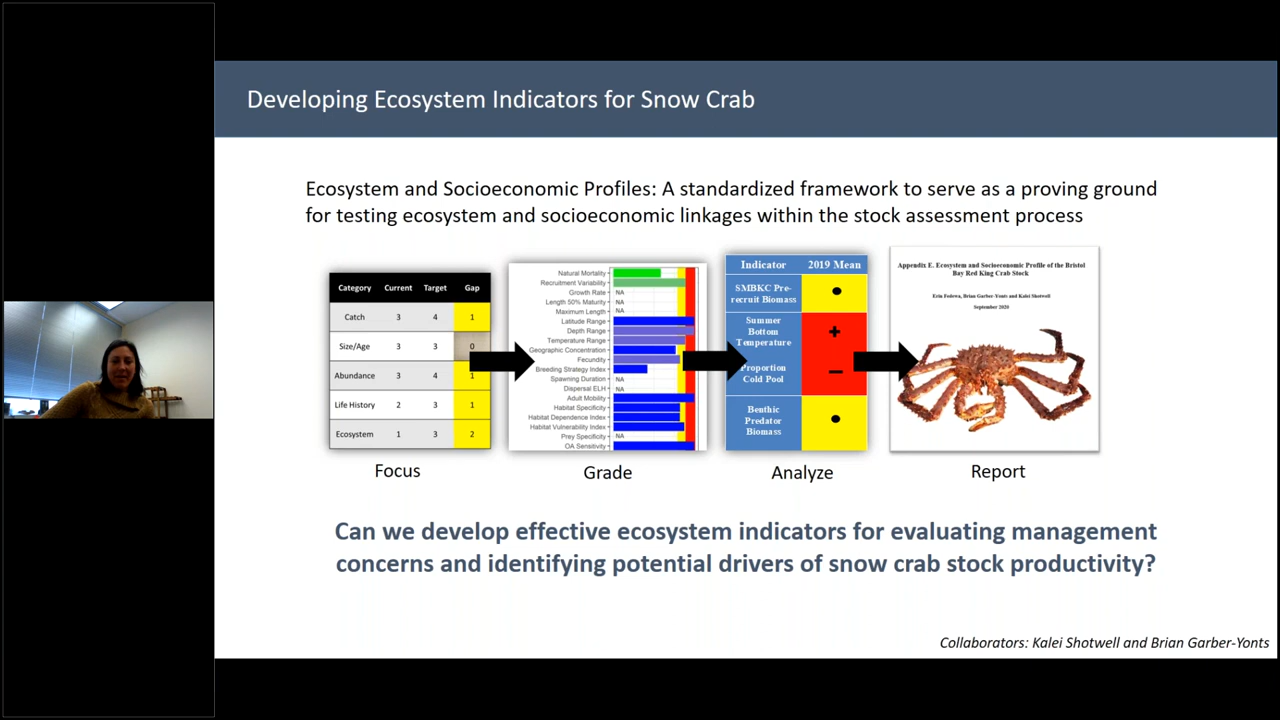 Developing Ecosystem Indicators for Snow Crab
Ecosystem and Socioeconomic Profiles: A standardized framework to serve as a proving ground
for testing ecosystem and socioeconomic linkages within the stock assessment process
Category Current Target Gap
Catch 3 4 1
Size/Age 3 3 0
Abundance 3 4 1
Life History 2 3 1
Ecosystem 1 3 2
Focus
Natural Mortality
Recruitment Variability
Growth Rate NA
Length 50% Maturity NA
Maximum Length NA
Latitude Range
Depth Range
Temperature Range
Geographic Concentration
Fecundity
Breeding Strategy Index
Spawning Duration NA
Dispersal ELH NA
Adult Mobility
Habitat Specificity
Habitat Dependence Index
Habitat Vulnerability Index
Prey Specificity NA
OA Sensitivity
Grade
Indicator 2019 Mean
SMBKC Pre-
recruit Biomass •
Summer
Bottom
Temperature +
Proportion
Cold Pool –
Benthic
Predator
Biomass •
Analyze
Appendix E. Ecosystem and Socioeconomic Profile of the Bristol
Bay Red King Crab Stock
Erin Fedewa, Brian Garber-Yonts and Kalei Shotwell
September 2020
Report
Can we develop effective ecosystem indicators for evaluating management
concerns and identifying potential drivers of snow crab stock productivity?
Collaborators: Kalei Shotwell and Brian Garber-Yonts